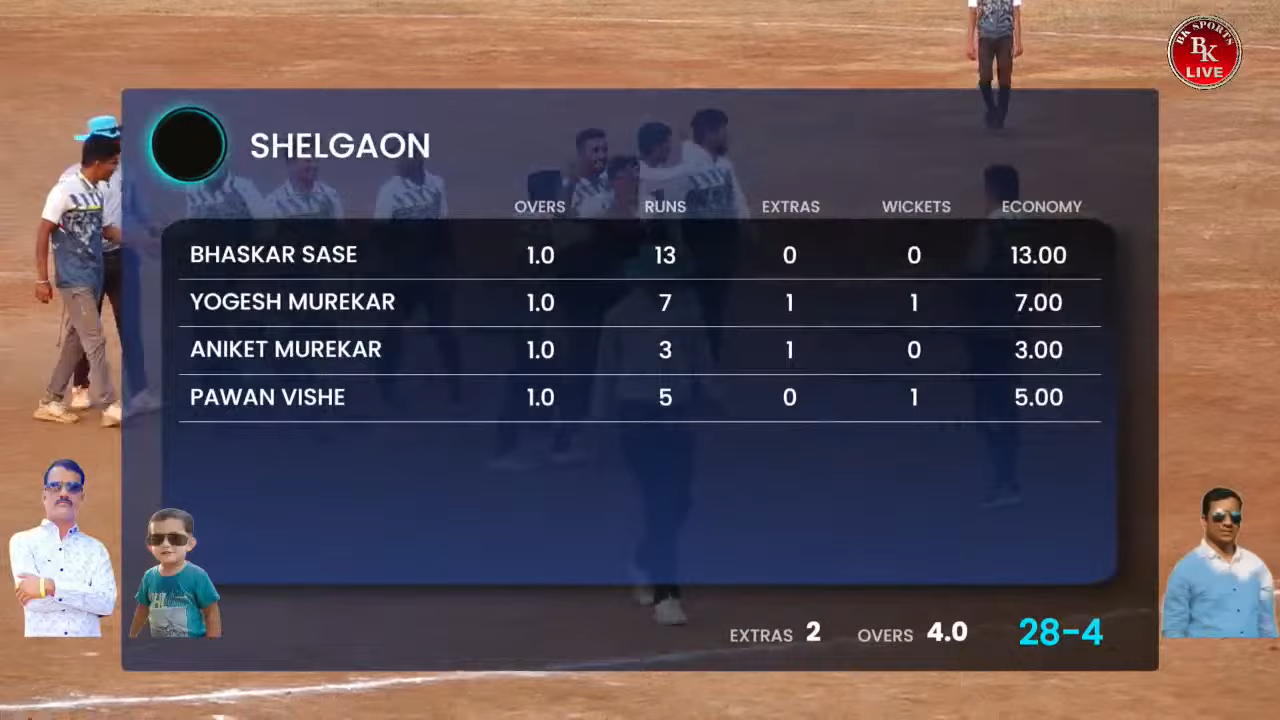 BK SPORTS
BK
LIVE
SHELGAON
OVERS RUNS EXTRAS WICKETS ECONOMY
BHASKAR SASE 1.0 13 0 0 13.00
YOGESH MUREKAR 1.0 7 1 1 7.00
ANIKET MUREKAR 1.0 3 1 0 3.00
PAWAN VISHE 1.0 5 0 1 5.00
EXTRAS 2 OVERS 4.0 28-4